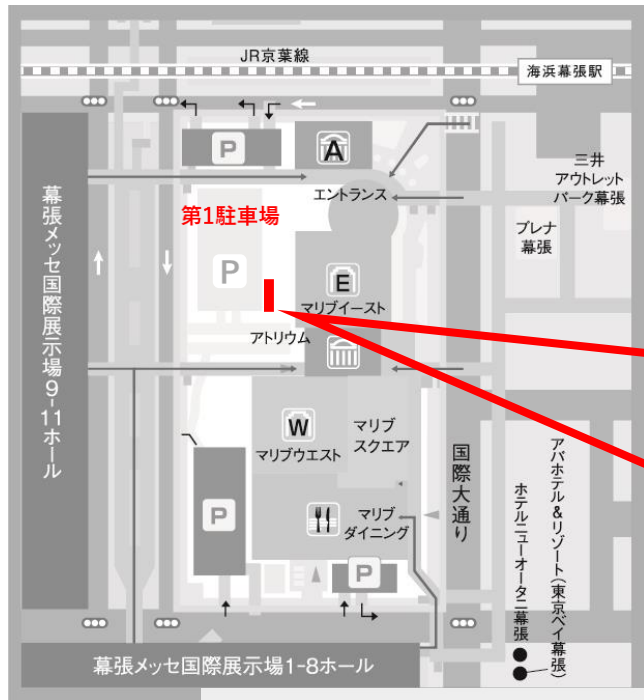 JR京葉線
海浜幕張駅
P
A
三井
アウトレット
パーク幕張
エントランス
プレナ
幕張
第1駐車場
P
E
マリブイースト
幕張メッセ国際展示場9-11ホール
アトリウム
W
マリブウエスト
マリブ
スクエア
国際大通り
P
マリブ
ダイニング
P
ホテルニューオータニ幕張
アパホテル&リゾート(東京ベイ幕張)
幕張メッセ国際展示場1-8ホール